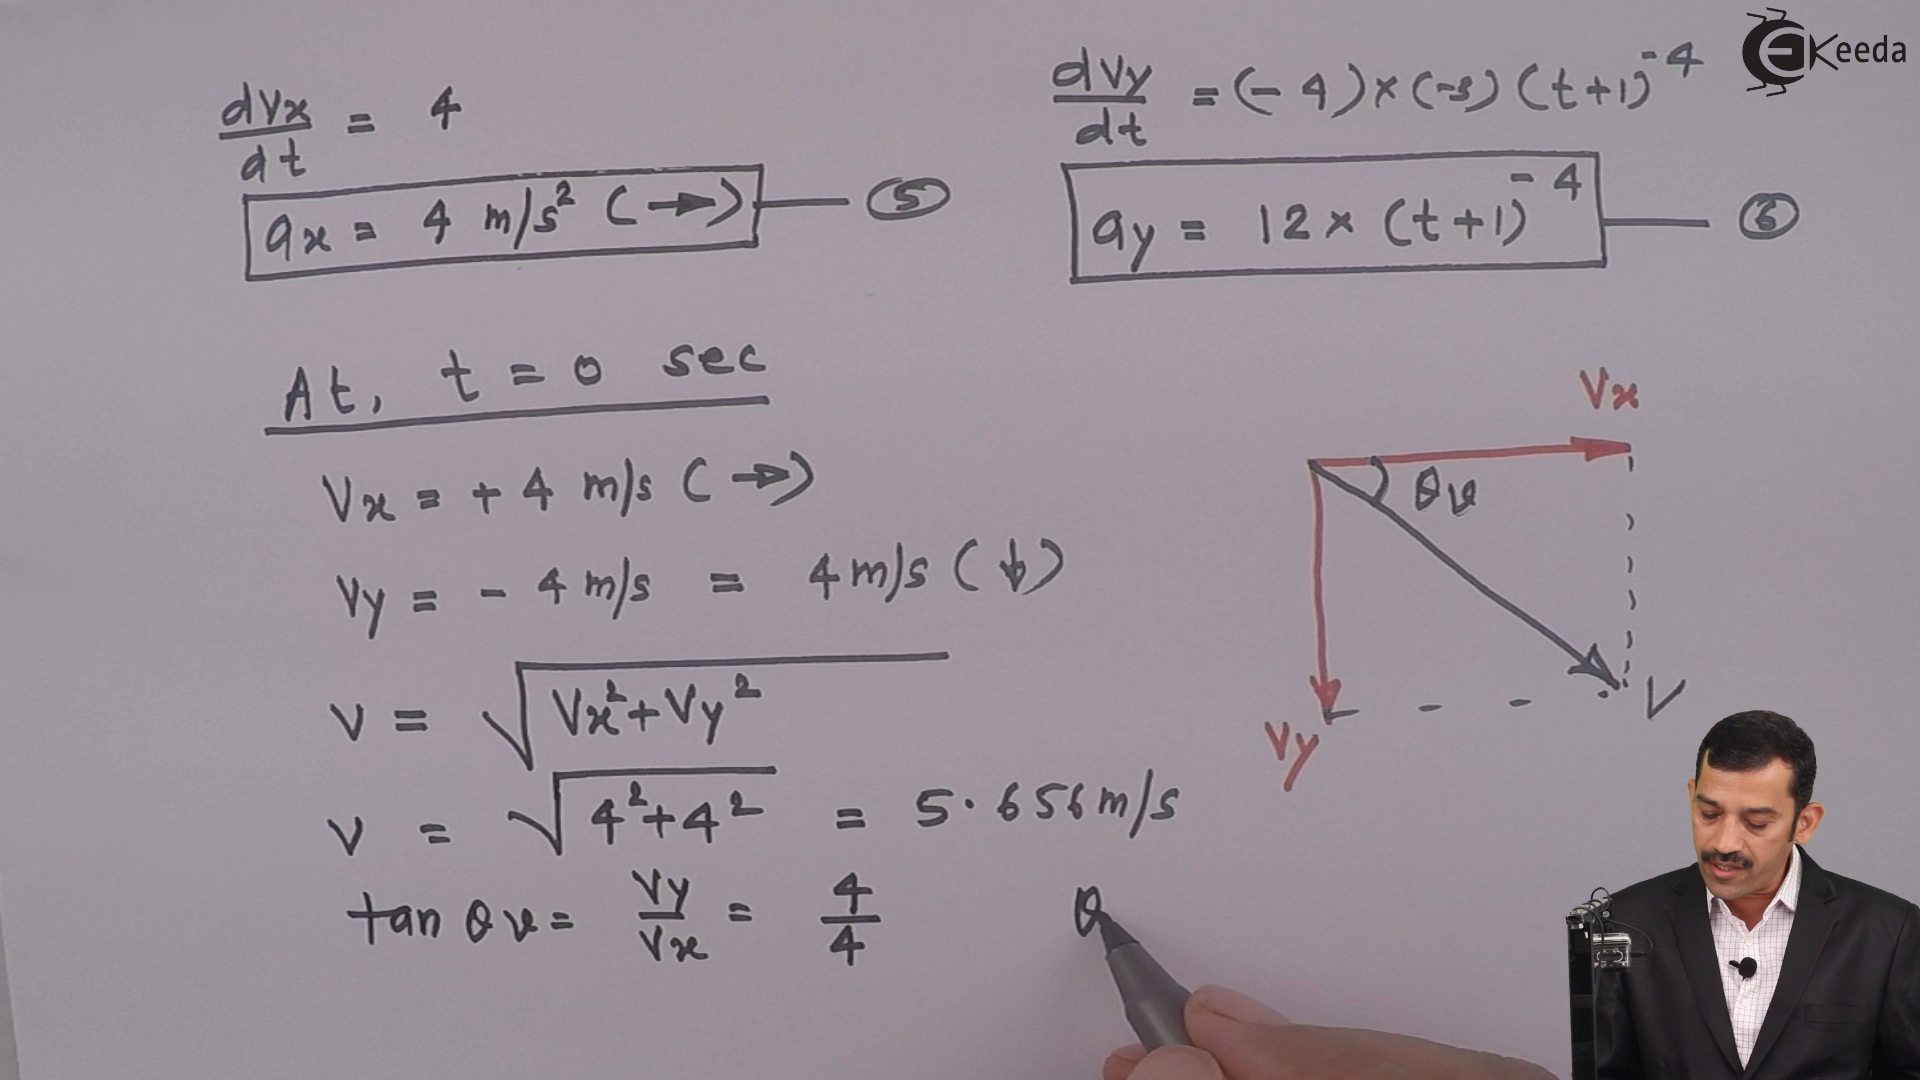 dVx/dt = 4
ax = 4 m/s² (→) — ⑤
dVy/dt = (-4)×(-3)(t+1)⁻⁴
ay = 12 × (t+1)⁻⁴ — ⑥
EKeeda
At, t = 0 sec
Vx = +4 m/s (→)
Vy = -4 m/s = 4 m/s (↓)
V = √(Vx²+Vy²)
V = √(4²+4²) = 5.656 m/s
tan θv = Vy/Vx = 4/4 θ
Vx
θv
Vy
V